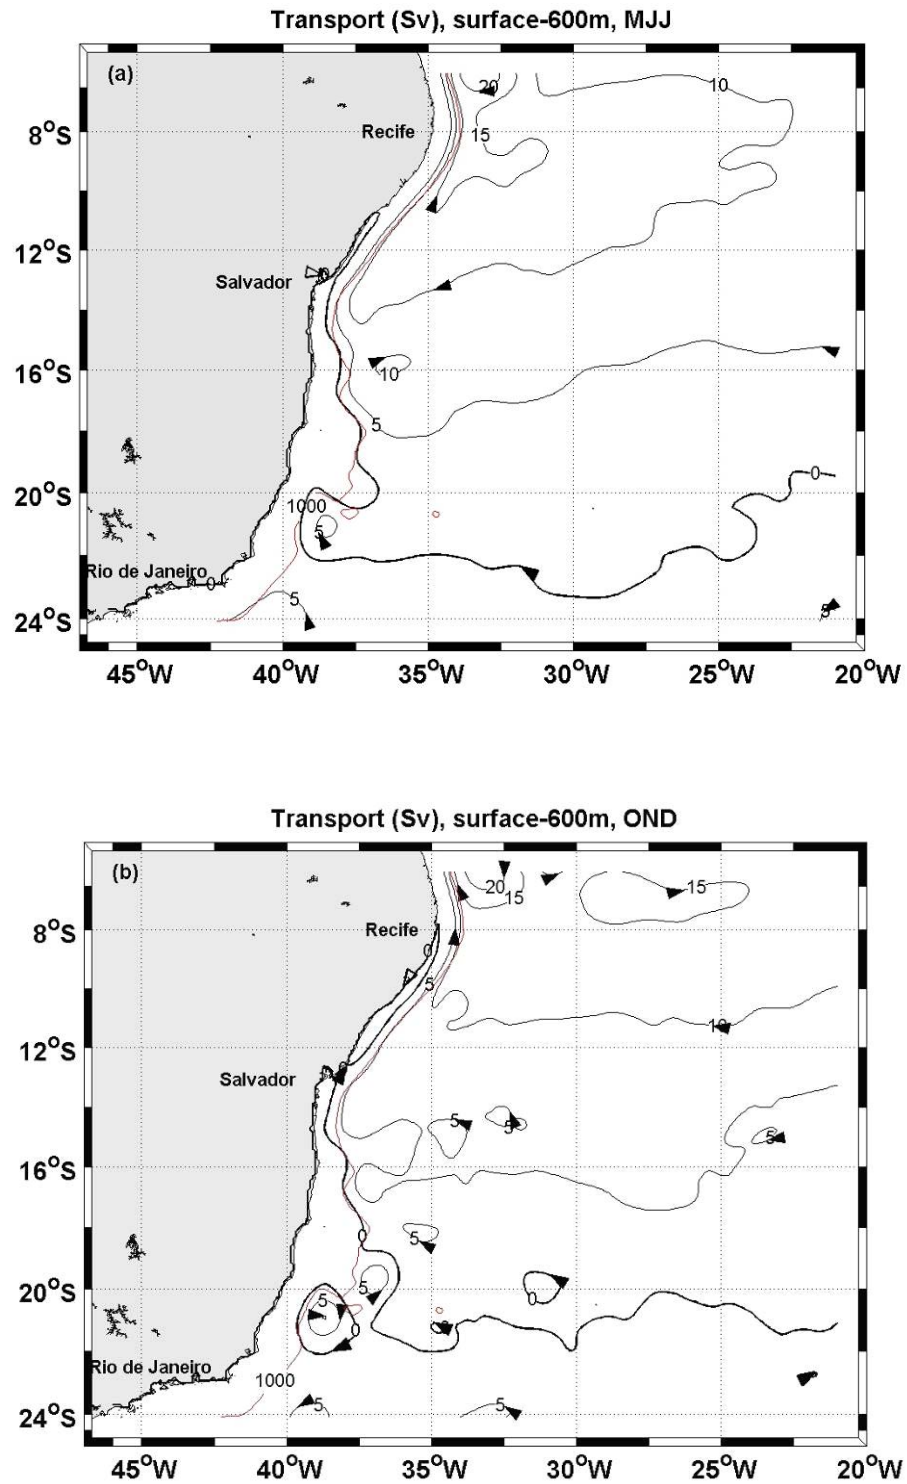 Transport (Sv), surface-600m, MJJ
(a)
20
10
8°S
Recife
15
12°S
Salvador
0
16°S
10
5
0
20°S
1000
5
Rio de Janeiro
0
5
5
24°S
45°W 40°W 35°W 30°W 25°W 20°W
Transport (Sv), surface-600m, OND
(b)
20
15
15
8°S
Recife
0
5
10
12°S
Salvador
0
5
5
5
16°S
0
5
20°S
5
0
5
0
0
Rio de Janeiro
1000
5
5
24°S
45°W 40°W 35°W 30°W 25°W 20°W